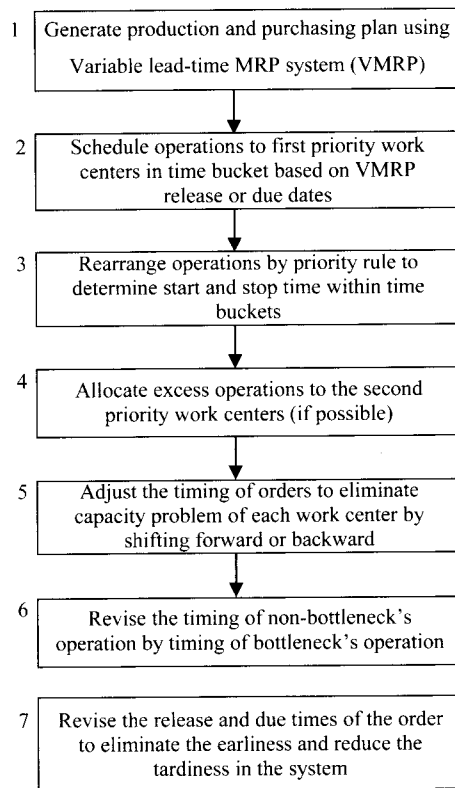 1 Generate production and purchasing plan using
Variable lead-time MRP system (VMRP)
2 Schedule operations to first priority work
centers in time bucket based on VMRP
release or due dates
3 Rearrange operations by priority rule to
determine start and stop time within time
buckets
4 Allocate excess operations to the second
priority work centers (if possible)
5 Adjust the timing of orders to eliminate
capacity problem of each work center by
shifting forward or backward
6 Revise the timing of non-bottleneck's
operation by timing of bottleneck's operation
7 Revise the release and due times of the order
to eliminate the earliness and reduce the
tardiness in the system